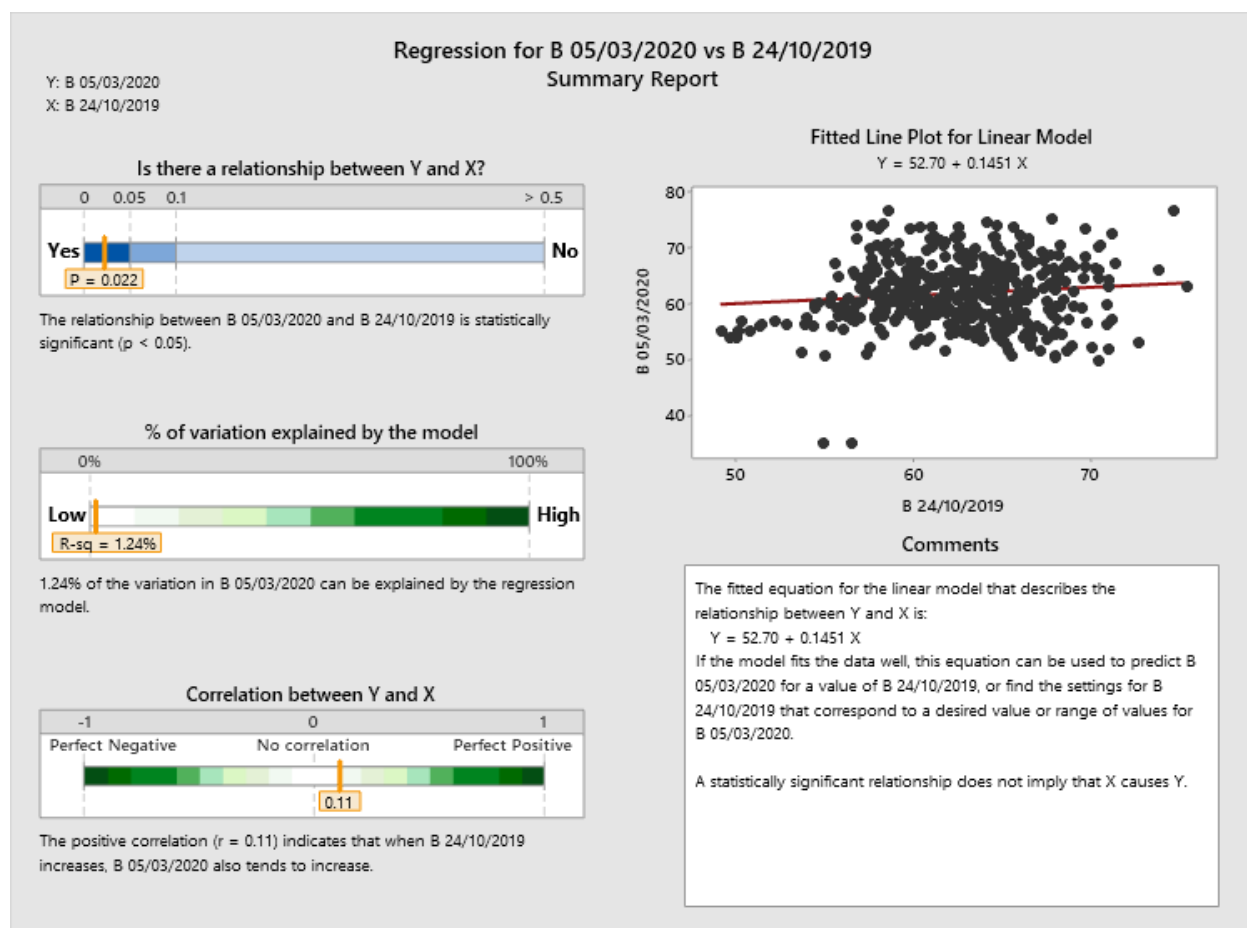 Regression for B 05/03/2020 vs B 24/10/2019
Summary Report
Y: B 05/03/2020
X: B 24/10/2019
Is there a relationship between Y and X?
0 0.05 0.1 > 0.5
Yes No
P = 0.022
The relationship between B 05/03/2020 and B 24/10/2019 is statistically
significant (p < 0.05).
% of variation explained by the model
0% 100%
Low High
R-sq = 1.24%
1.24% of the variation in B 05/03/2020 can be explained by the regression
model.
Correlation between Y and X
-1 0 1
Perfect Negative No correlation Perfect Positive
0.11
The positive correlation (r = 0.11) indicates that when B 24/10/2019
increases, B 05/03/2020 also tends to increase.
Fitted Line Plot for Linear Model
Y = 52.70 + 0.1451 X
80
70
60
50
40
B 05/03/2020
50 60 70
B 24/10/2019
Comments
The fitted equation for the linear model that describes the
relationship between Y and X is:
Y = 52.70 + 0.1451 X
If the model fits the data well, this equation can be used to predict B
05/03/2020 for a value of B 24/10/2019, or find the settings for B
24/10/2019 that correspond to a desired value or range of values for
B 05/03/2020.
A statistically significant relationship does not imply that X causes Y.